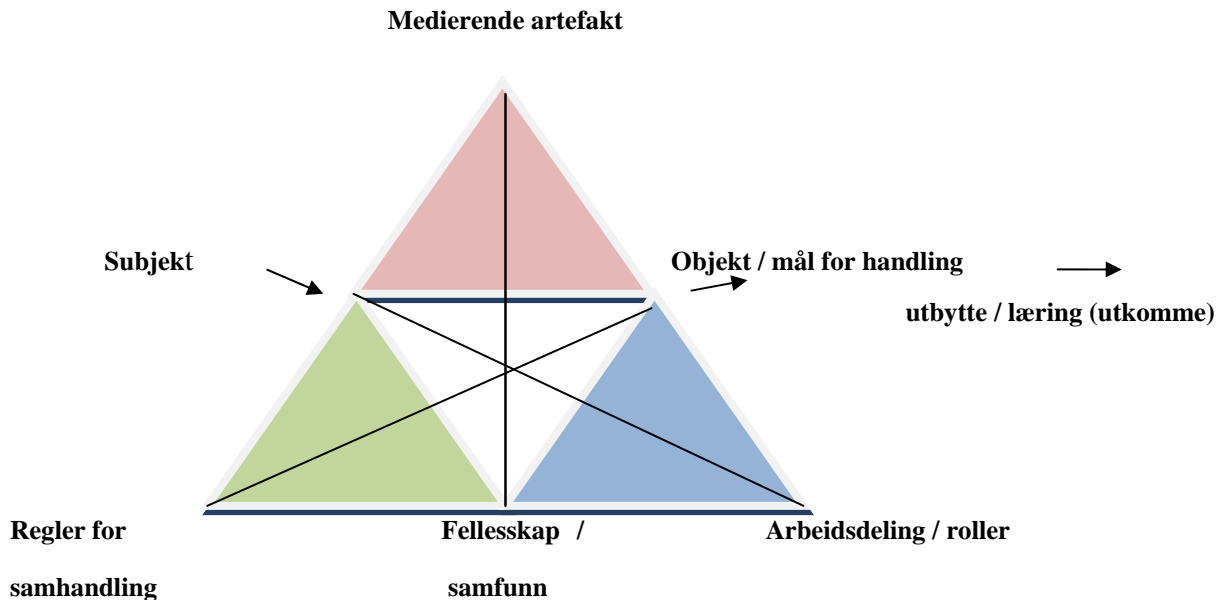 Medierende artefakt
Subjekt
Objekt / mål for handling
utbytte / læring (utkomme)
Regler for
samhandling
Fellesskap /
samfunn
Arbeidsdeling / roller